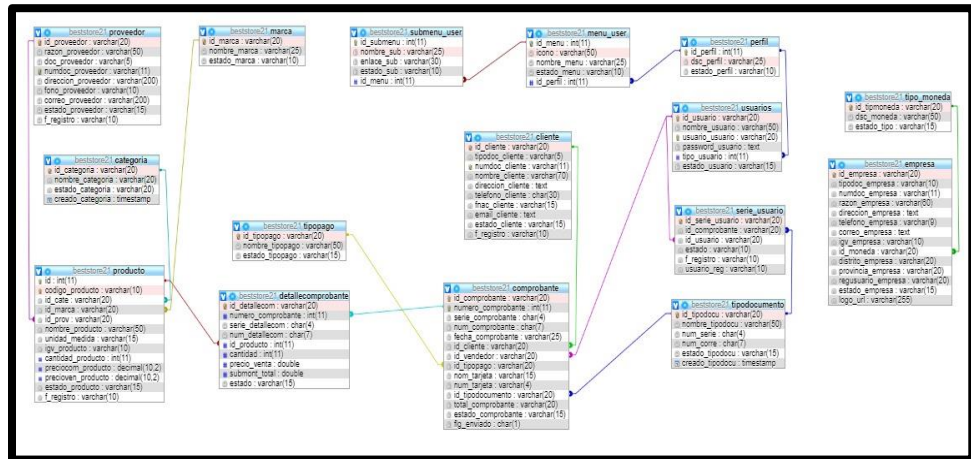 beststore21 proveedor
id_proveedor : varchar(20)
razon_proveedor : varchar(50)
doc_proveedor : varchar(5)
numdoc_proveedor : varchar(11)
direccion_proveedor : varchar(200)
fono_proveedor : varchar(10)
correo_proveedor : varchar(200)
estado_proveedor : varchar(15)
f_registro : varchar(10)
beststore21 marca
id_marca : varchar(20)
nombre_marca : varchar(25)
estado_marca : varchar(10)
beststore21 submenu_user
id_submenu : int(11)
nombre_sub : varchar(25)
enlace_sub : varchar(30)
estado_sub : varchar(10)
id_menu : int(11)
beststore21 menu_user
id_menu : int(11)
icono : varchar(50)
nombre_menu : varchar(25)
estado_menu : varchar(10)
id_perfil : int(11)
beststore21 perfil
id_perfil : int(11)
dsc_perfil : varchar(25)
estado_perfil : varchar(10)
beststore21 tipo_moneda
id_tipmoneda : varchar(20)
dsc_moneda : varchar(50)
estado_tipo : varchar(15)
beststore21 usuarios
id_usuario : varchar(20)
nombre_usuario : varchar(50)
usuario_usuario : varchar(20)
password_usuario : text
tipo_usuario : int(11)
estado_usuario : varchar(15)
beststore21 cliente
id_cliente : varchar(20)
tipodoc_cliente : varchar(5)
numdoc_cliente : varchar(11)
nombre_cliente : varchar(70)
direccion_cliente : text
telefono_cliente : char(30)
fnac_cliente : varchar(15)
email_cliente : text
estado_cliente : varchar(15)
f_registro : varchar(10)
beststore21 categoria
id_categoria : varchar(20)
nombre_categoria : varchar(20)
estado_categoria : varchar(20)
creado_categoria : timestamp
beststore21 empresa
id_empresa : varchar(20)
tipodoc_empresa : varchar(10)
numdoc_empresa : varchar(11)
razon_empresa : varchar(60)
direccion_empresa : text
telefono_empresa : varchar(9)
correo_empresa : text
igv_empresa : varchar(10)
id_moneda : varchar(20)
distrito_empresa : varchar(20)
provincia_empresa : varchar(20)
regusuario_empresa : varchar(20)
estado_empresa : varchar(15)
logo_url : varchar(255)
beststore21 serie_usuario
id_serie_usuario : varchar(20)
id_comprobante : varchar(20)
id_usuario : varchar(20)
estado : varchar(10)
f_registro : varchar(10)
usuario_reg : varchar(10)
beststore21 tipopago
id_tipopago : varchar(20)
nombre_tipopago : varchar(50)
estado_tipopago : varchar(15)
beststore21 producto
id : int(11)
codigo_producto : varchar(10)
id_cate : varchar(20)
id_marca : varchar(20)
id_prov : varchar(20)
nombre_producto : varchar(50)
unidad_medida : varchar(15)
igv_producto : varchar(10)
cantidad_producto : int(11)
preciocom_producto : decimal(10,2)
precioven_producto : decimal(10,2)
estado_producto : varchar(15)
f_registro : varchar(10)
beststore21 detallecomprobante
id_detallecom : varchar(20)
numero_comprobante : int(11)
serie_detallecom : char(4)
num_detallecom : char(7)
id_producto : int(11)
cantidad : int(11)
precio_venta : double
submont_total : double
estado : varchar(15)
beststore21 comprobante
id_comprobante : varchar(20)
numero_comprobante : int(11)
serie_comprobante : char(4)
num_comprobante : char(7)
fecha_comprobante : varchar(25)
id_cliente : varchar(20)
id_vendedor : varchar(20)
id_tipopago : varchar(20)
nom_tarjeta : varchar(15)
num_tarjeta : varchar(4)
id_tipodocumento : varchar(20)
total_comprobante : varchar(20)
estado_comprobante : varchar(15)
flg_enviado : char(1)
beststore21 tipodocumento
id_tipodocu : varchar(20)
nombre_tipodocu : varchar(50)
num_serie : char(4)
num_corre : char(7)
estado_tipodocu : varchar(15)
creado_tipodocu : timestamp